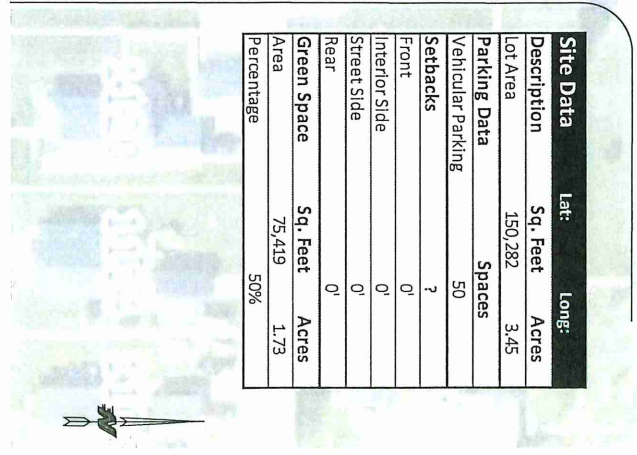 Site Data Lat: Long:
Description Sq. Feet Acres
Lot Area 150,282 3.45
Parking Data Spaces
Vehicular Parking 50
Setbacks ?
Front 0'
Interior Side 0'
Street Side 0'
Rear 0'
Green Space Sq. Feet Acres
Area 75,419 1.73
Percentage 50%
N